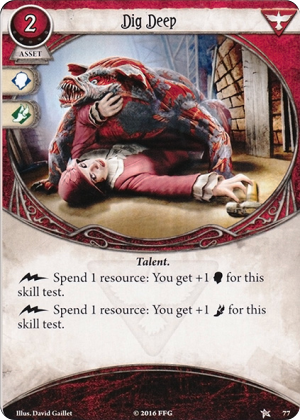 Dig Deep
2
ASSET
Talent.
Spend 1 resource: You get +1 for this
skill test.
Spend 1 resource: You get +1 for this
skill test.
Illus. David Gaillet
© 2016 FFG
77